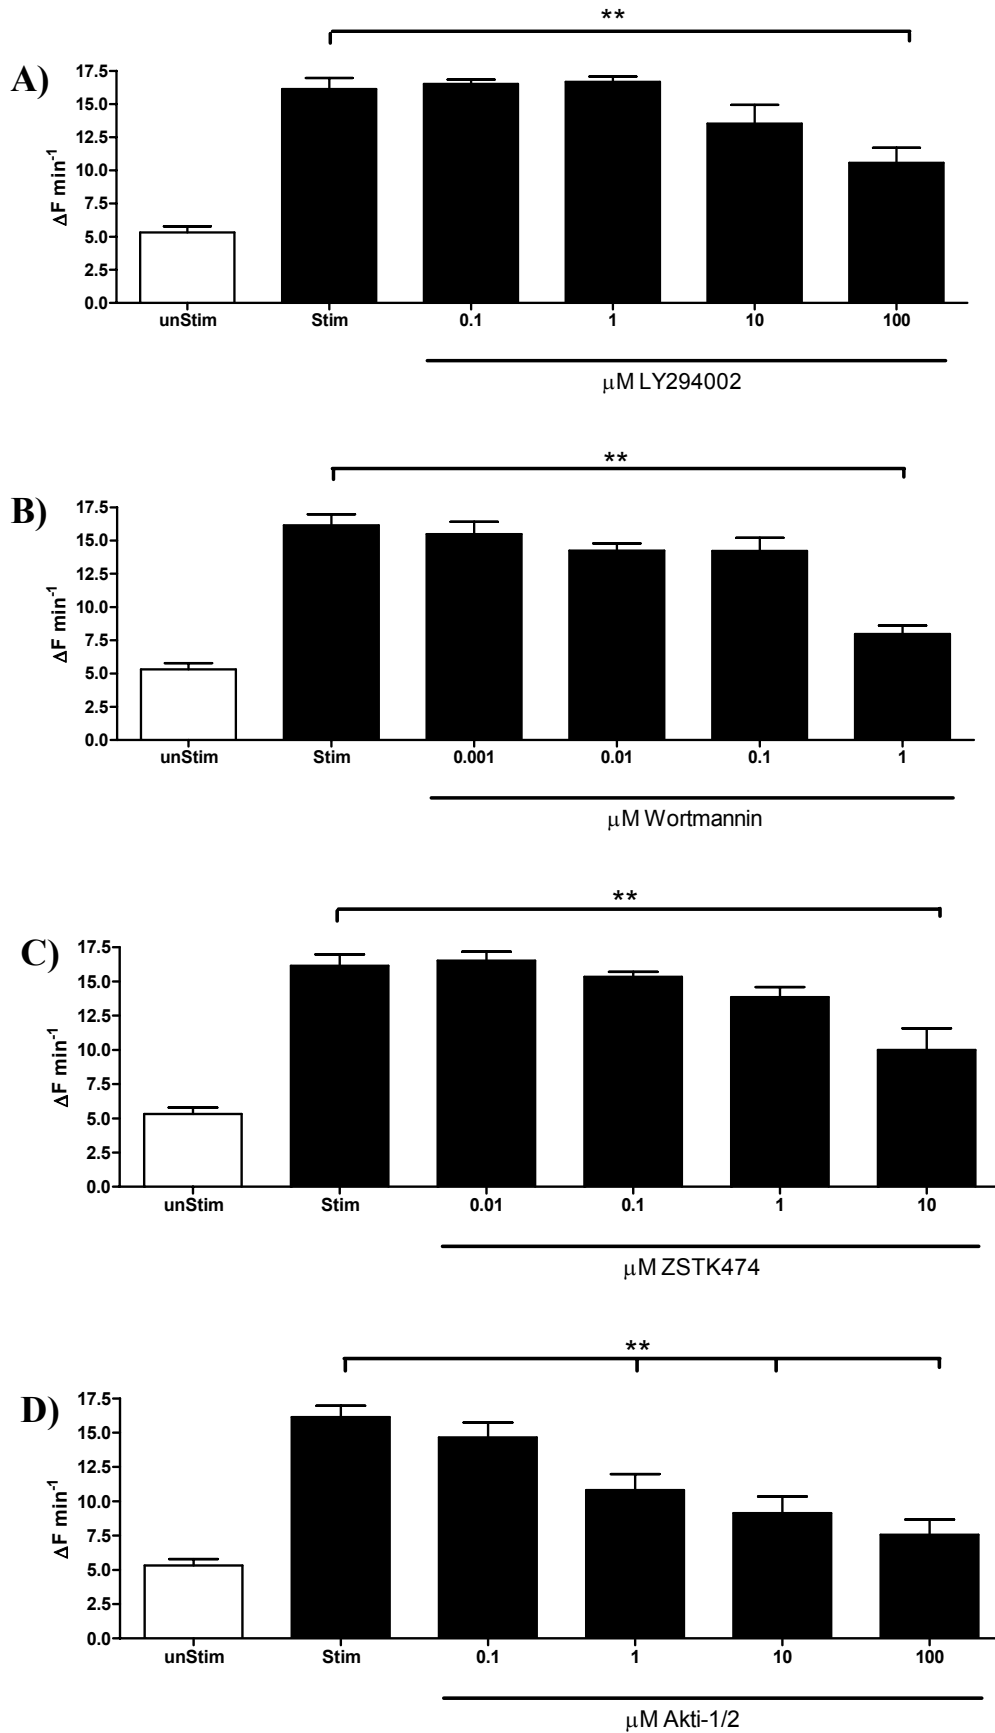 **
A)
17.5
15.0
12.5
10.0
7.5
5.0
2.5
0.0
ΔF min-1
unStim Stim 0.1 1 10 100
μM LY294002
**
B)
17.5
15.0
12.5
10.0
7.5
5.0
2.5
0.0
ΔF min-1
unStim Stim 0.001 0.01 0.1 1
μM Wortmannin
**
C)
17.5
15.0
12.5
10.0
7.5
5.0
2.5
0.0
ΔF min-1
unStim Stim 0.01 0.1 1 10
μM ZSTK474
**
D)
17.5
15.0
12.5
10.0
7.5
5.0
2.5
0.0
ΔF min-1
unStim Stim 0.1 1 10 100
μM Akti-1/2